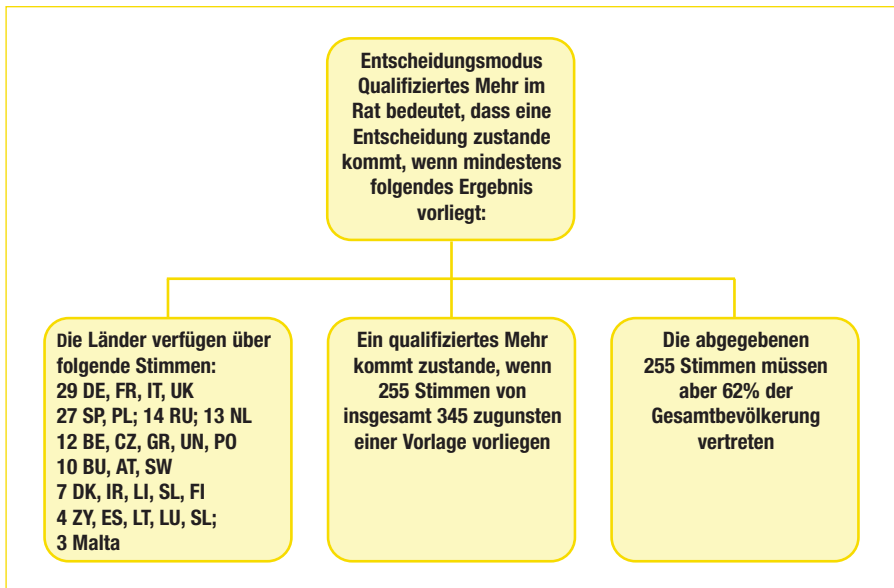 Entscheidungsmodus
Qualifiziertes Mehr im
Rat bedeutet, dass eine
Entscheidung zustande
kommt, wenn mindestens
folgendes Ergebnis
vorliegt:
Die Länder verfügen über
folgende Stimmen:
29 DE, FR, IT, UK
27 SP, PL; 14 RU; 13 NL
12 BE, CZ, GR, UN, PO
10 BU, AT, SW
7 DK, IR, LI, SL, FI
4 ZY, ES, LT, LU, SL;
3 Malta
Ein qualifiziertes Mehr
kommt zustande, wenn
255 Stimmen von
insgesamt 345 zugunsten
einer Vorlage vorliegen
Die abgegebenen
255 Stimmen müssen
aber 62% der
Gesamtbevölkerung
vertreten